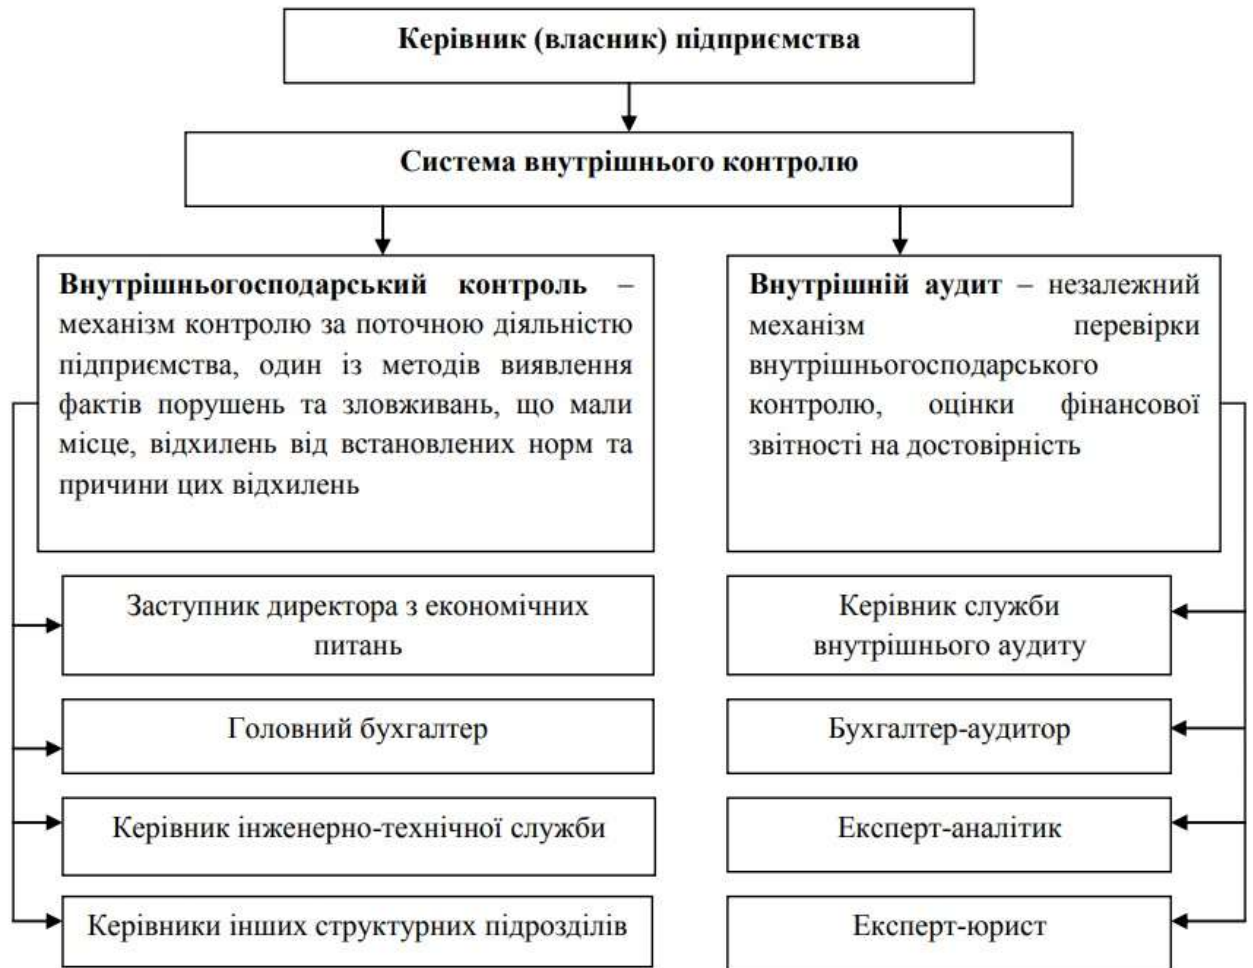 Керівник (власник) підприємства
Система внутрішнього контролю
Внутрішньогосподарський контроль –
механізм контролю за поточною діяльністю
підприємства, один із методів виявлення
фактів порушень та зловживань, що мали
місце, відхилень від встановлених норм та
причини цих відхилень
Внутрішній аудит – незалежний
механізм перевірки
внутрішньогосподарського
контролю, оцінки фінансової
звітності на достовірність
Заступник директора з економічних
питань
Головний бухгалтер
Керівник інженерно-технічної служби
Керівники інших структурних підрозділів
Керівник служби
внутрішнього аудиту
Бухгалтер-аудитор
Експерт-аналітик
Експерт-юрист